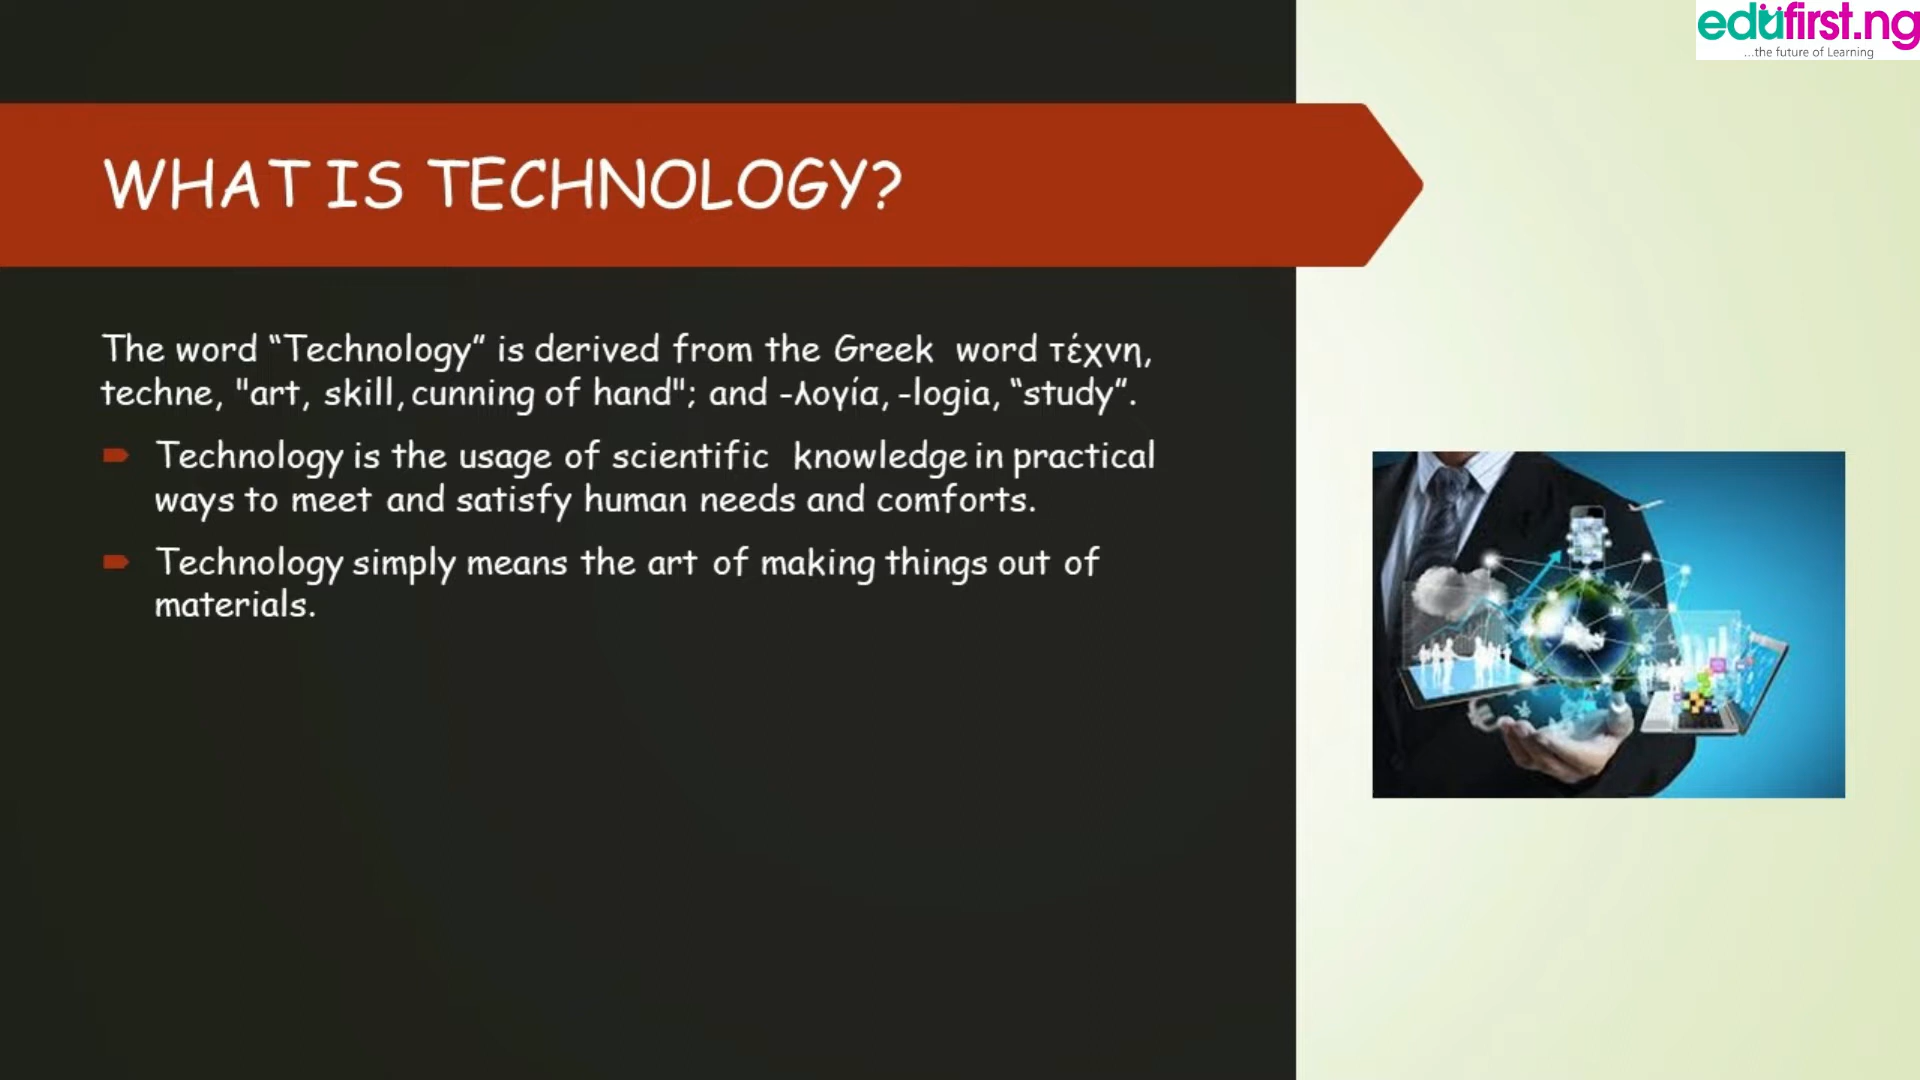 edufirst.ng
...the future of Learning
WHAT IS TECHNOLOGY?
The word “Technology” is derived from the Greek word τέχνη,
techne, "art, skill, cunning of hand"; and -λογία, -logia, “study”.
Technology is the usage of scientific knowledge in practical
ways to meet and satisfy human needs and comforts.
Technology simply means the art of making things out of
materials.